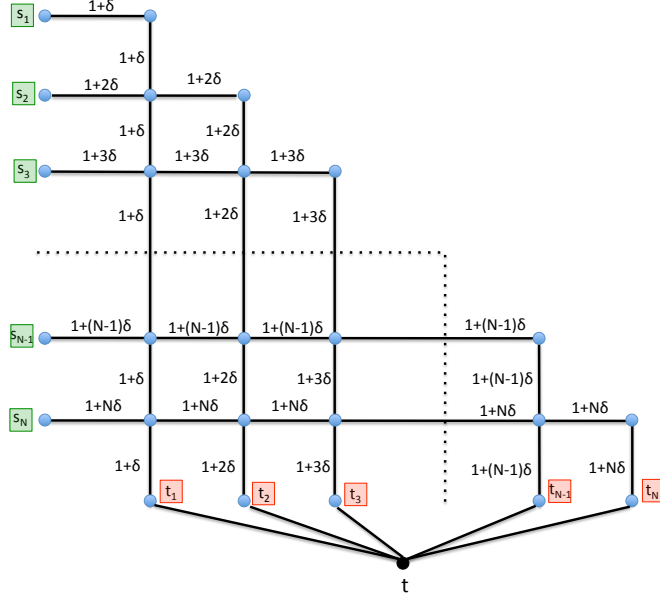 s1 1+δ
1+δ
s2 1+2δ 1+2δ
1+δ 1+2δ
s3 1+3δ 1+3δ 1+3δ
1+δ 1+2δ 1+3δ
sN-1 1+(N-1)δ 1+(N-1)δ 1+(N-1)δ 1+(N-1)δ
1+δ 1+2δ 1+3δ 1+(N-1)δ
sN 1+Nδ 1+Nδ 1+Nδ 1+Nδ 1+Nδ
1+δ 1+2δ 1+3δ 1+(N-1)δ 1+Nδ
t1 t2 t3 tN-1 tN
t